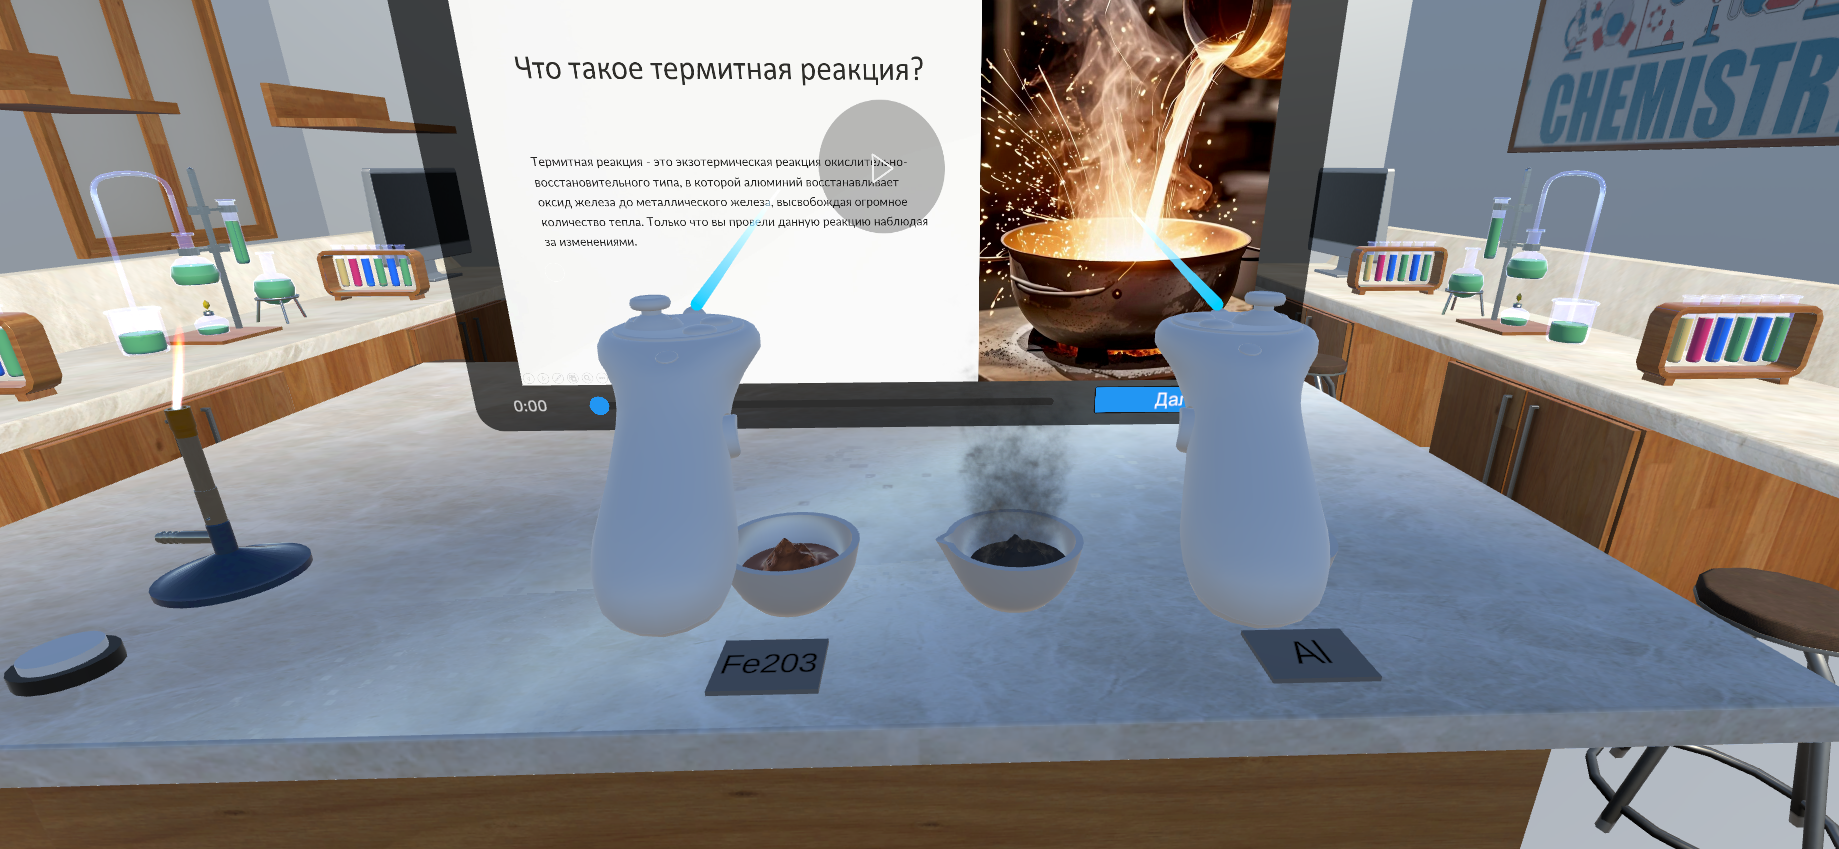 Что такое термитная реакция?
Термитная реакция - это экзотермическая реакция окислительно-
восстановительного типа, в которой алюминий восстанавливает
оксид железа до металлического железа, высвобождая огромное
количество тепла. Только что вы провели данную реакцию наблюдая
за изменениями.
CHEMISTR
0:00
Fe203
Al